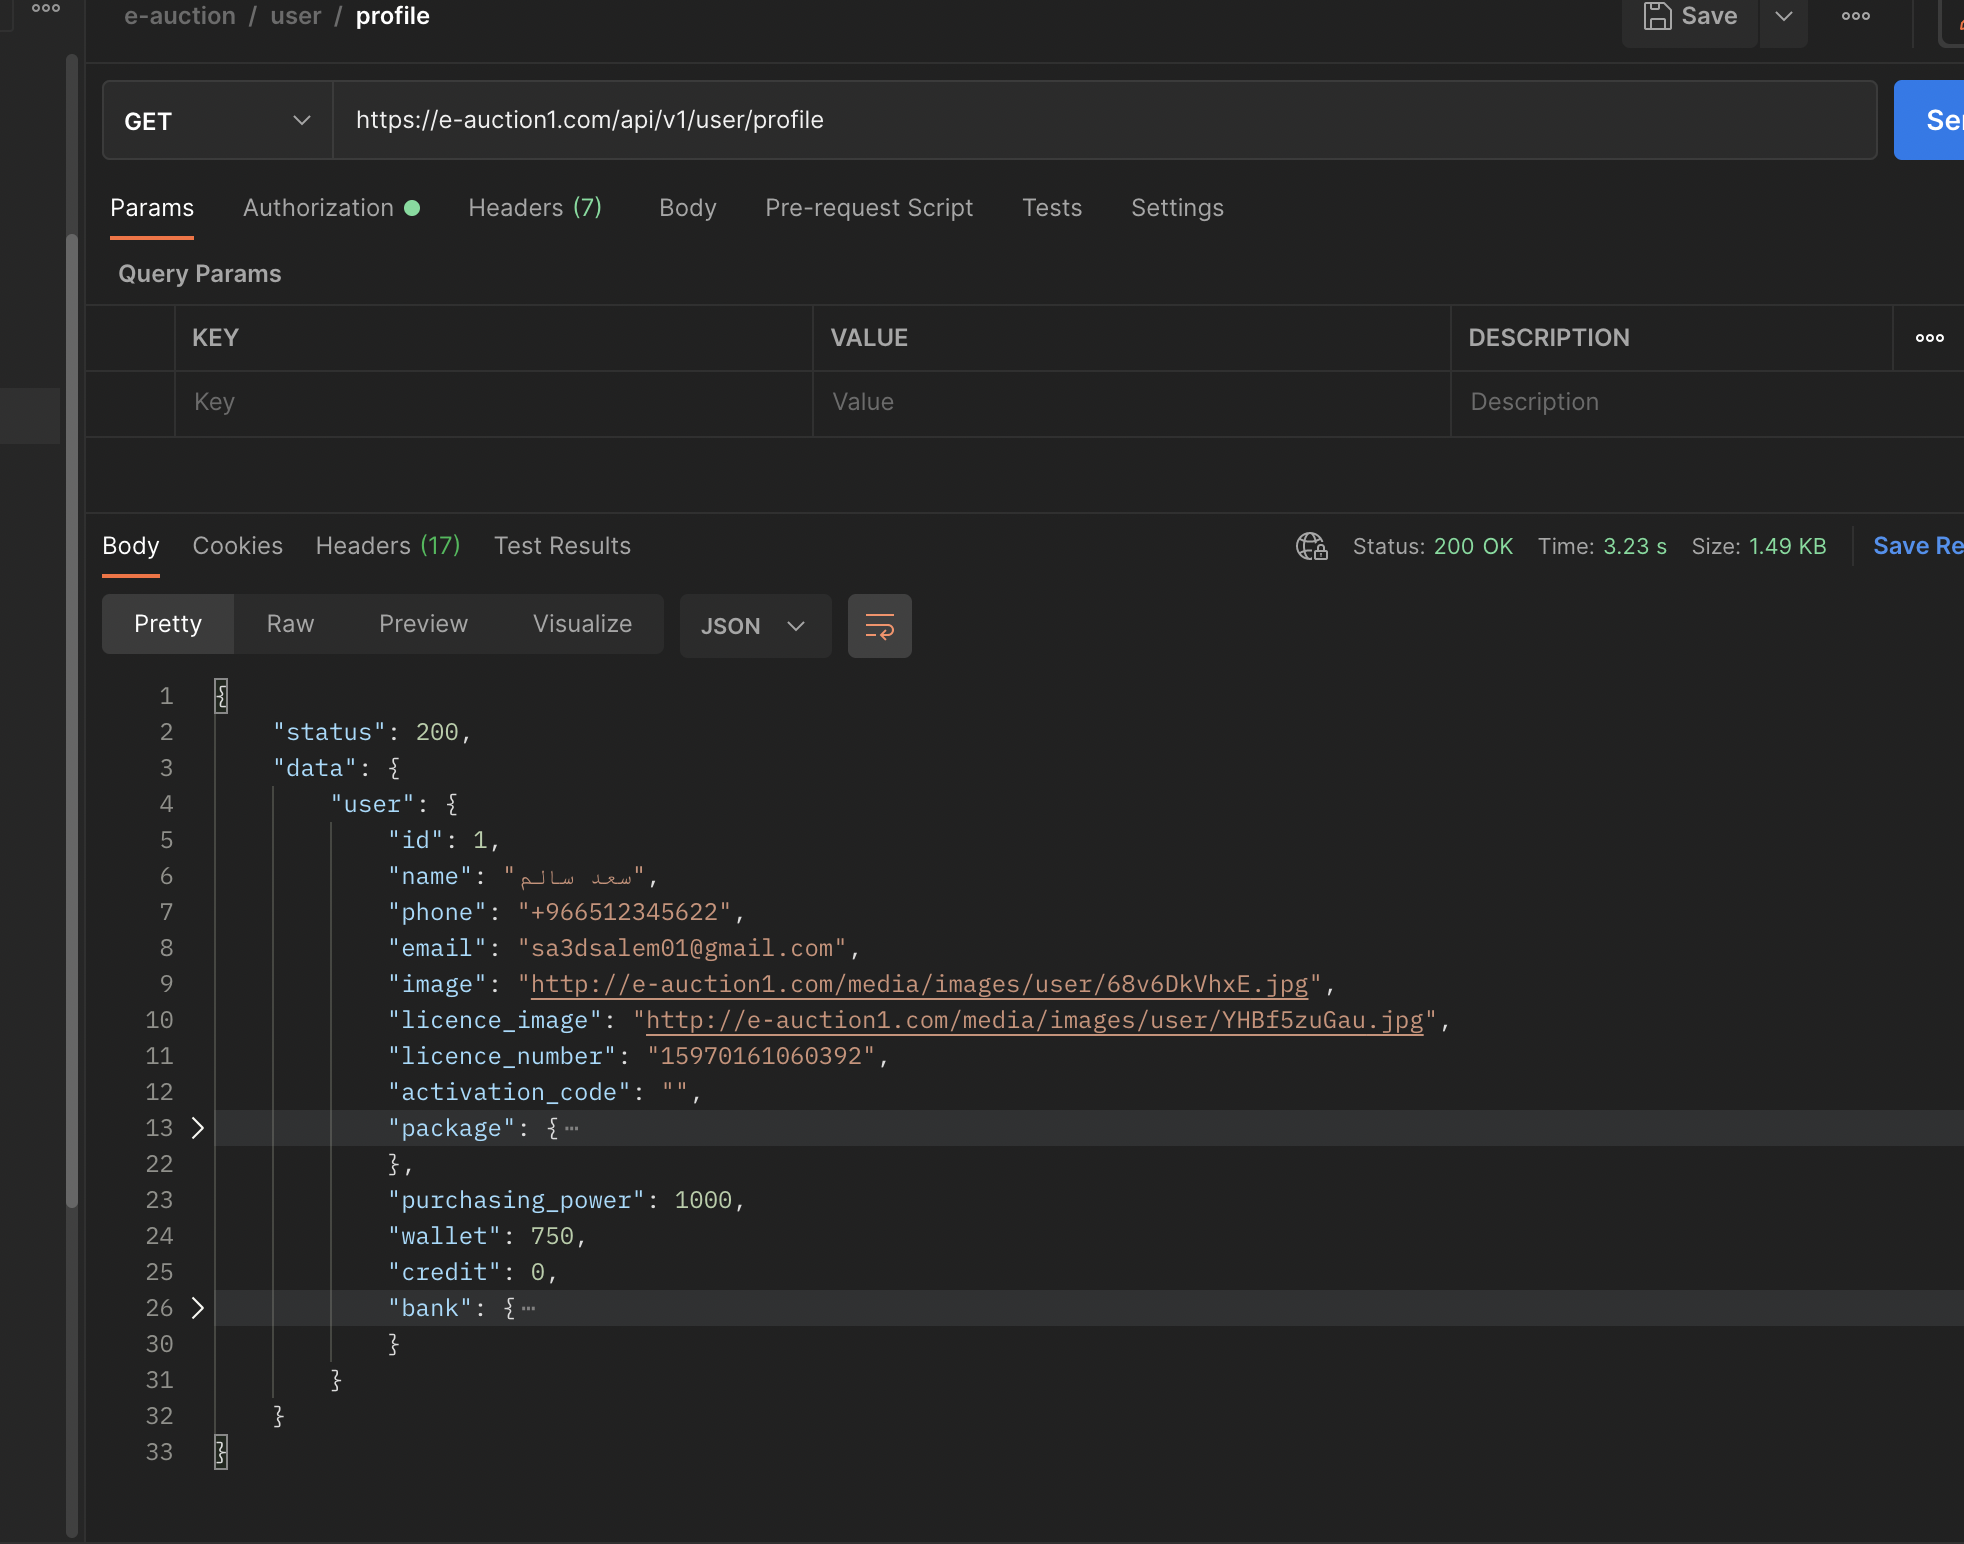 e-auction / user / profile
Save
GET
https://e-auction1.com/api/v1/user/profile
Params Authorization Headers (7) Body Pre-request Script Tests Settings
Query Params
KEY VALUE DESCRIPTION
Key Value Description
Body Cookies Headers (17) Test Results Status: 200 OK Time: 3.23 s Size: 1.49 KB Save Re
Pretty Raw Preview Visualize JSON
1 {
2 "status": 200,
3 "data": {
4 "user": {
5 "id": 1,
6 "name": "سعد سالم",
7 "phone": "+966512345622",
8 "email": "sa3dsalem01@gmail.com",
9 "image": "http://e-auction1.com/media/images/user/68v6DkVhxE.jpg",
10 "licence_image": "http://e-auction1.com/media/images/user/YHBf5zuGau.jpg",
11 "licence_number": "15970161060392",
12 "activation_code": "",
13 "package": {⋯
22 },
23 "purchasing_power": 1000,
24 "wallet": 750,
25 "credit": 0,
26 "bank": {⋯
30 }
31 }
32 }
33 }